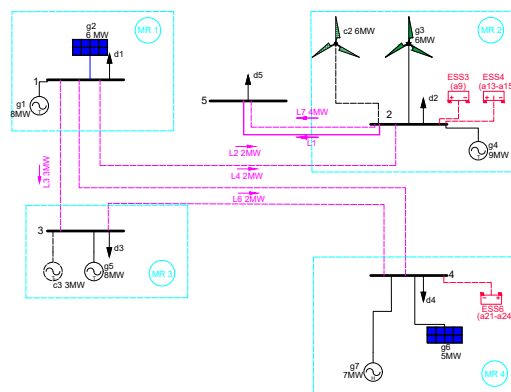 MR 1
g2
6 MW
d1
1
g1
8MW
T
MR 2
c2 6MW
g3
6MW
ESS3
(a9)
ESS4
(a13-a15)
d2
2
g4
9MW
T
d5
5
L7 4MW
L1
L2 2MW
L4 2MW
L3 3MW
L6 2MW
3
d3
c3 3MW
g5
8MW
T
MR 3
4
d4
ESS6
(a21-a24)
g6
5MW
g7
7MW
H
MR 4